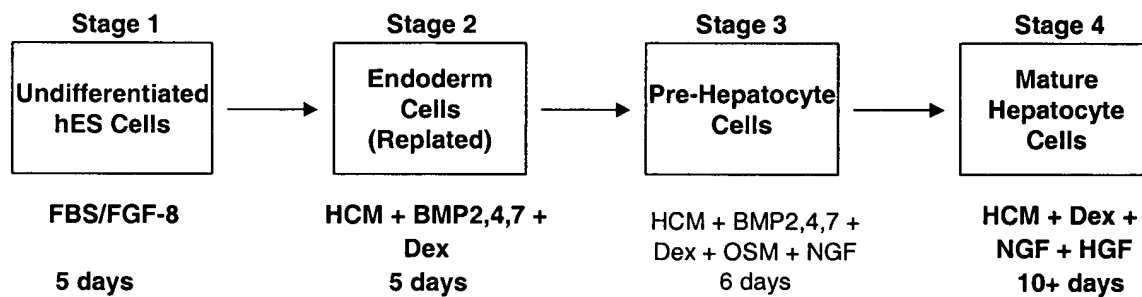 Stage 1
Undifferentiated
hES Cells
FBS/FGF-8
5 days
Stage 2
Endoderm
Cells
(Replated)
HCM + BMP2,4,7 +
Dex
5 days
Stage 3
Pre-Hepatocyte
Cells
HCM + BMP2,4,7 +
Dex + OSM + NGF
6 days
Stage 4
Mature
Hepatocyte
Cells
HCM + Dex +
NGF + HGF
10+ days